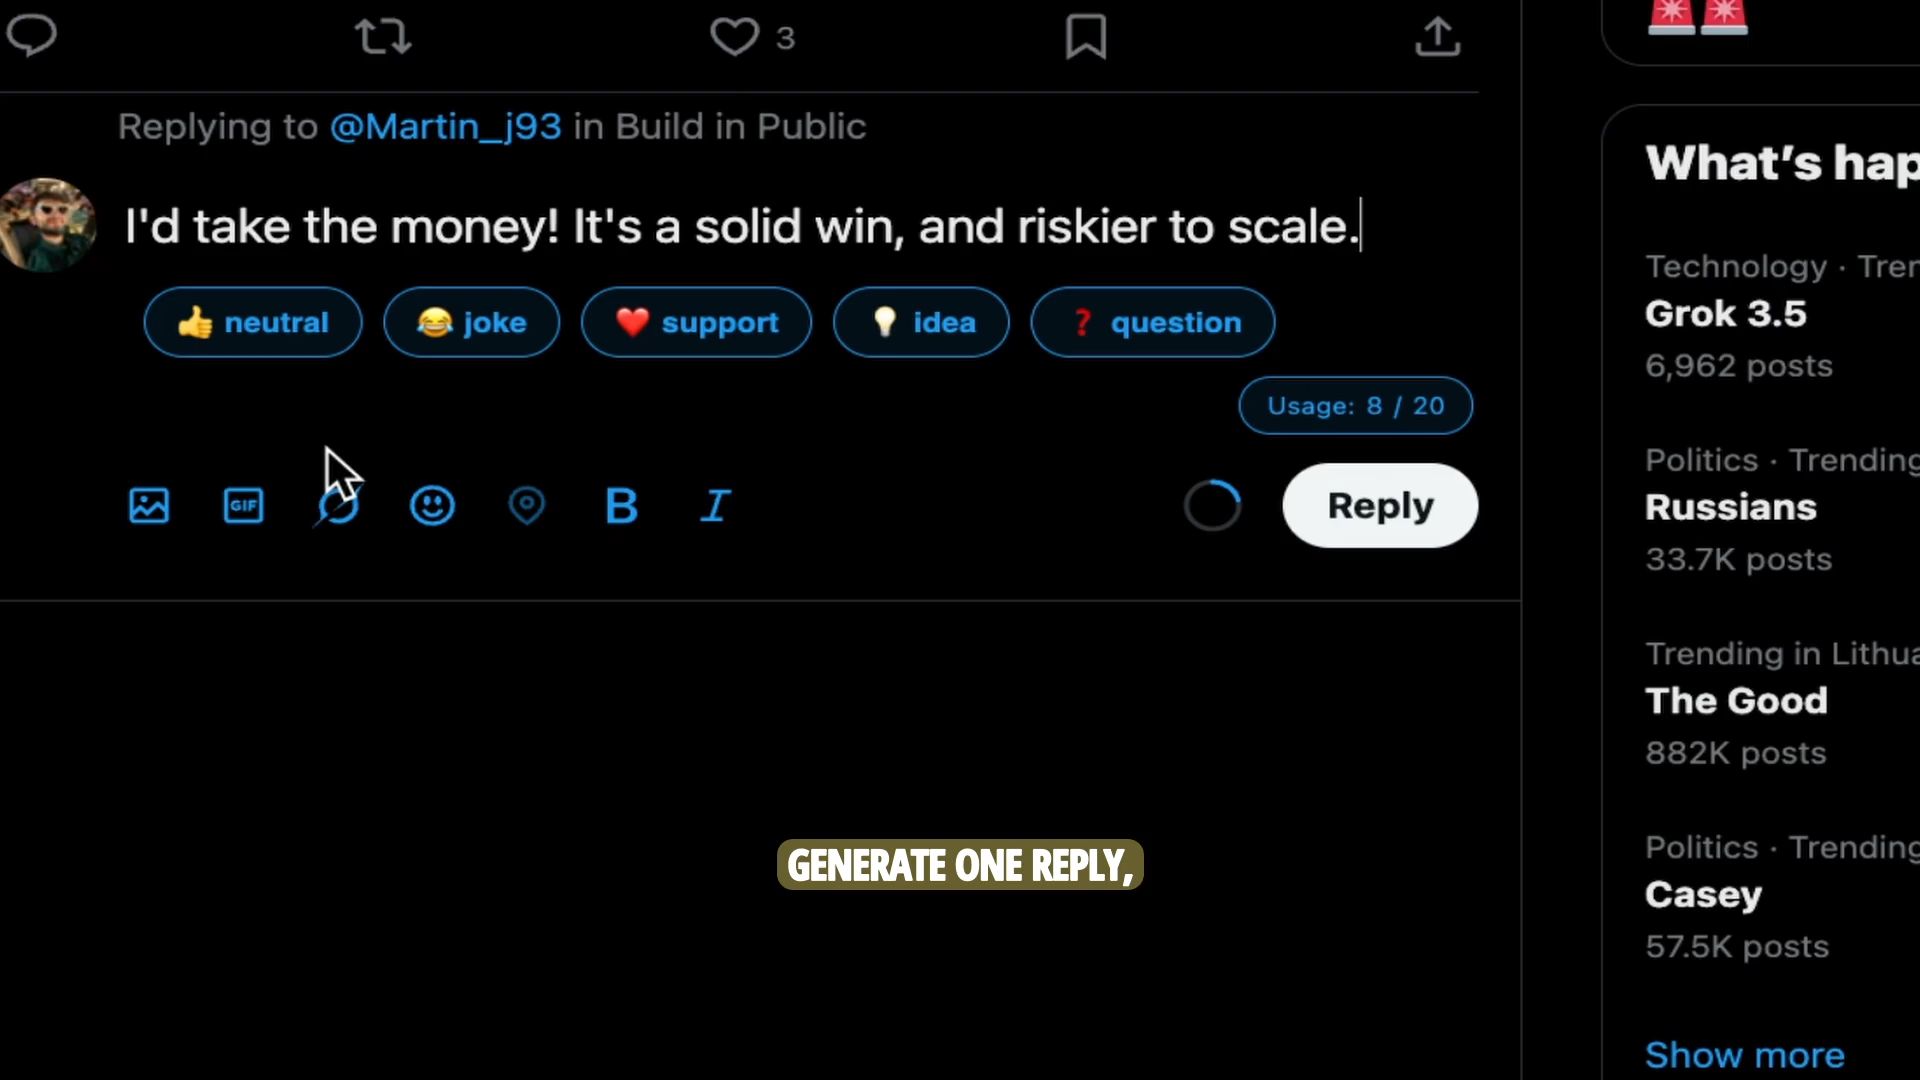 3
Replying to @Martin_j93 in Build in Public
I'd take the money! It's a solid win, and riskier to scale.
👍 neutral
😂 joke
❤️ support
💡 idea
❓ question
Usage: 8 / 20
GIF
B
I
Reply
GENERATE ONE REPLY,
What's hap
Technology · Tren
Grok 3.5
6,962 posts
Politics · Trending
Russians
33.7K posts
Trending in Lithua
The Good
882K posts
Politics · Trending
Casey
57.5K posts
Show more